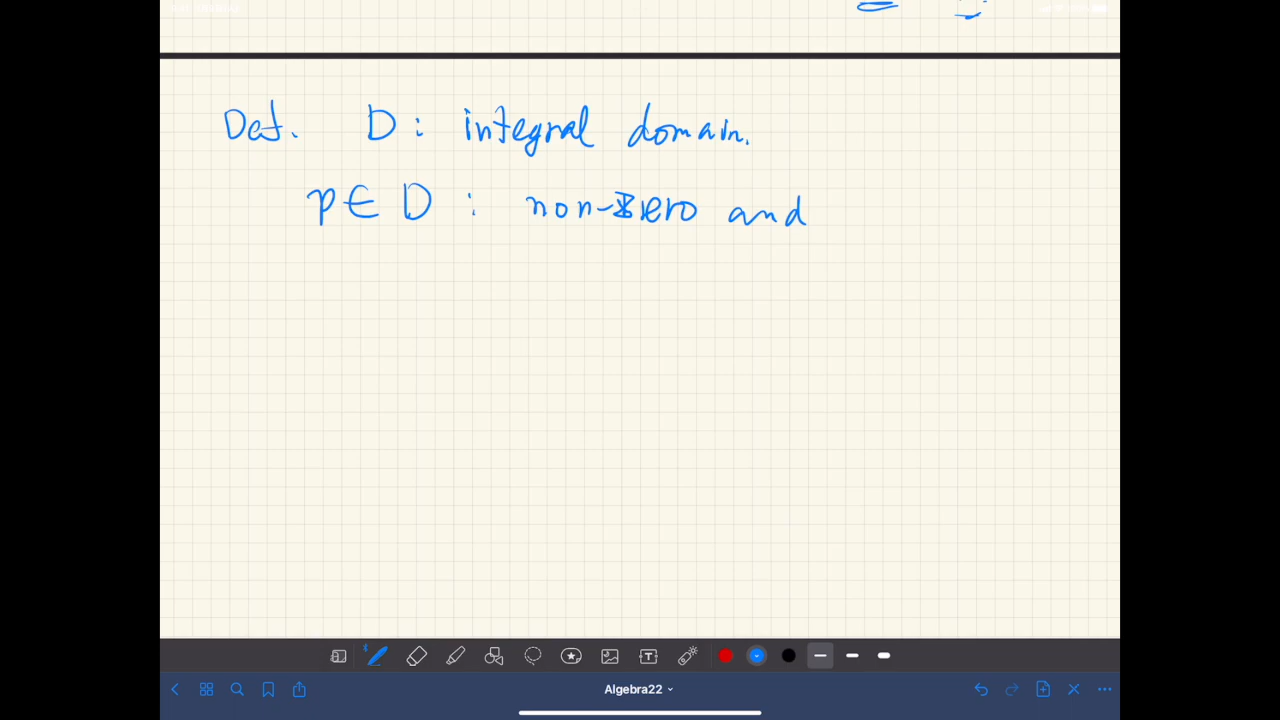 Def. D : integral domain.
p ∈ D : non-zero and
Algebra22